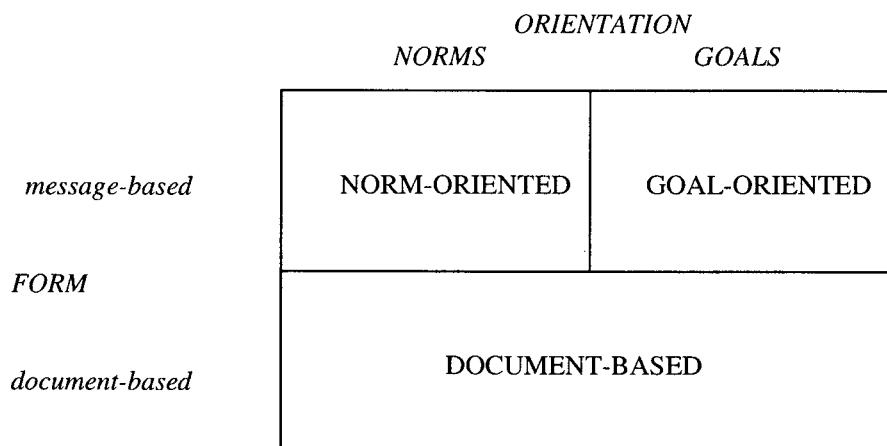 ORIENTATION
NORMS GOALS
message-based NORM-ORIENTED GOAL-ORIENTED
FORM
document-based DOCUMENT-BASED